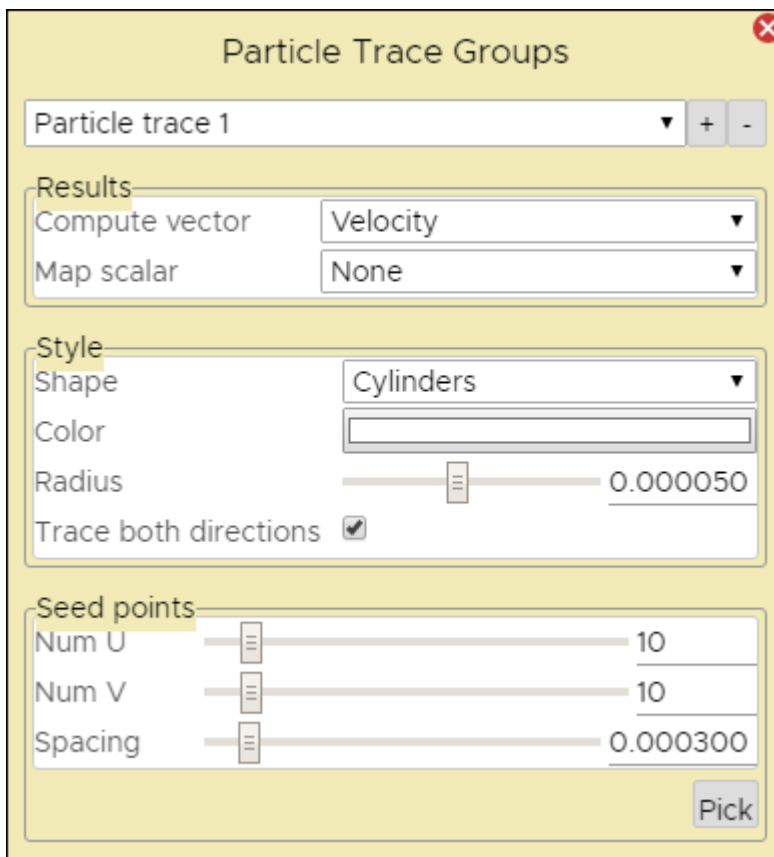 Particle Trace Groups
Particle trace 1
+ -
Results
Compute vector Velocity
Map scalar None
Style
Shape Cylinders
Color
Radius 0.000050
Trace both directions
Seed points
Num U 10
Num V 10
Spacing 0.000300
Pick